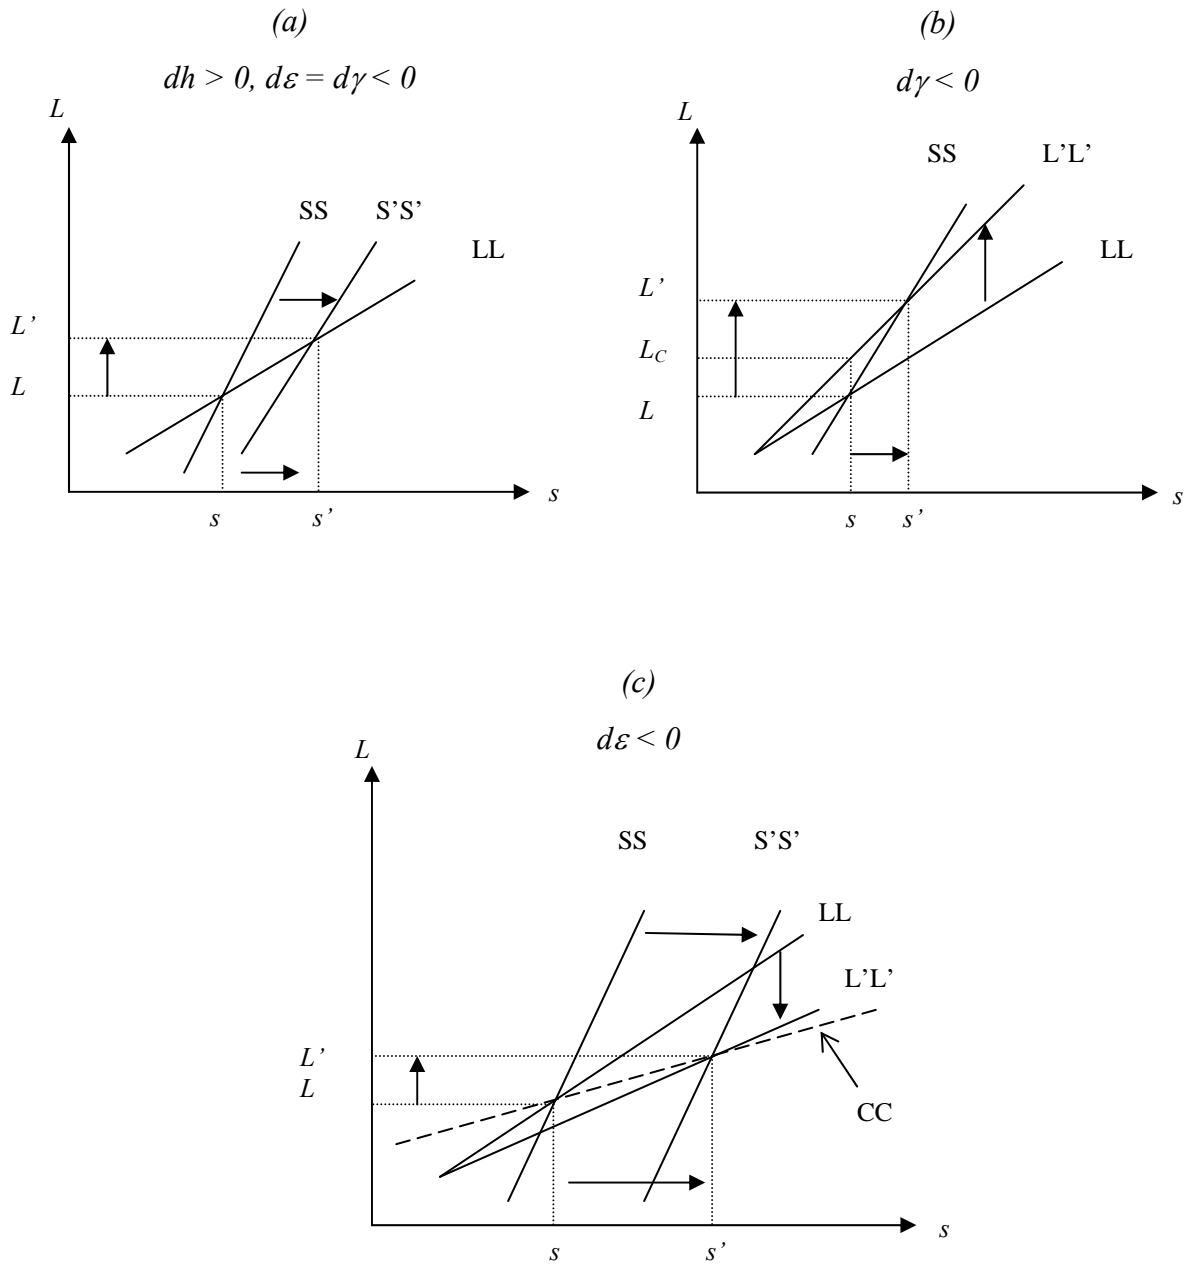 (a)
dh > 0, dε = dγ < 0
L
SS
S’S’
LL
L’
L
s
s’
s
(b)
dγ < 0
L
SS
L’L’
LL
L’
L_C
L
s
s’
s
(c)
dε < 0
L
SS
S’S’
LL
L’L’
L’
L
CC
s
s’
s